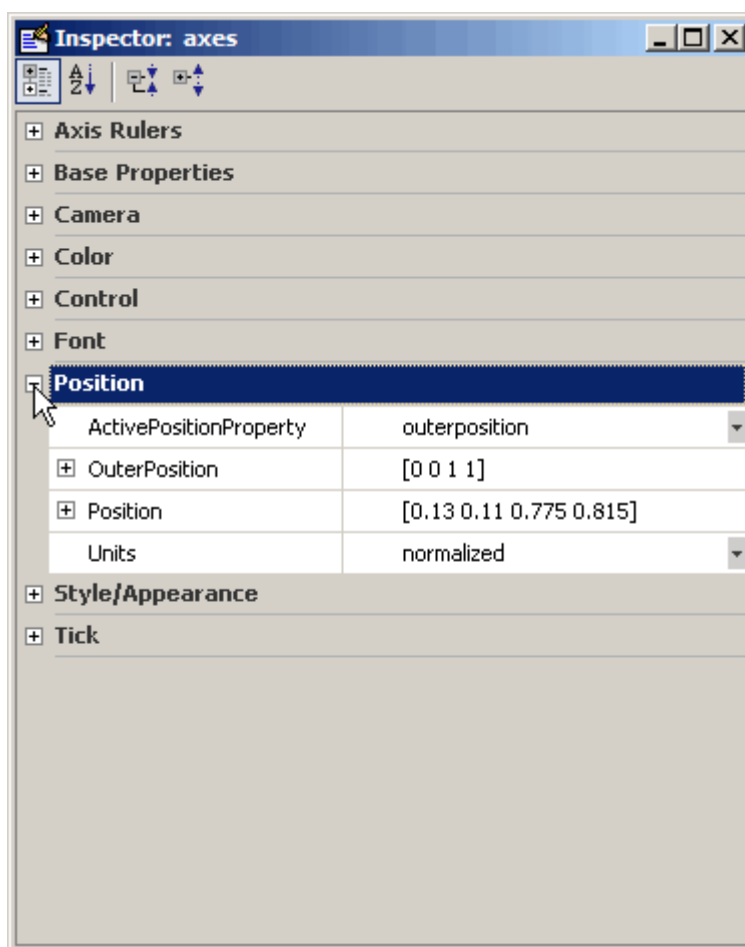 Inspector: axes
A
Z
Axis Rulers
Base Properties
Camera
Color
Control
Font
Position
ActivePositionProperty outerposition
OuterPosition [0 0 1 1]
Position [0.13 0.11 0.775 0.815]
Units normalized
Style/Appearance
Tick